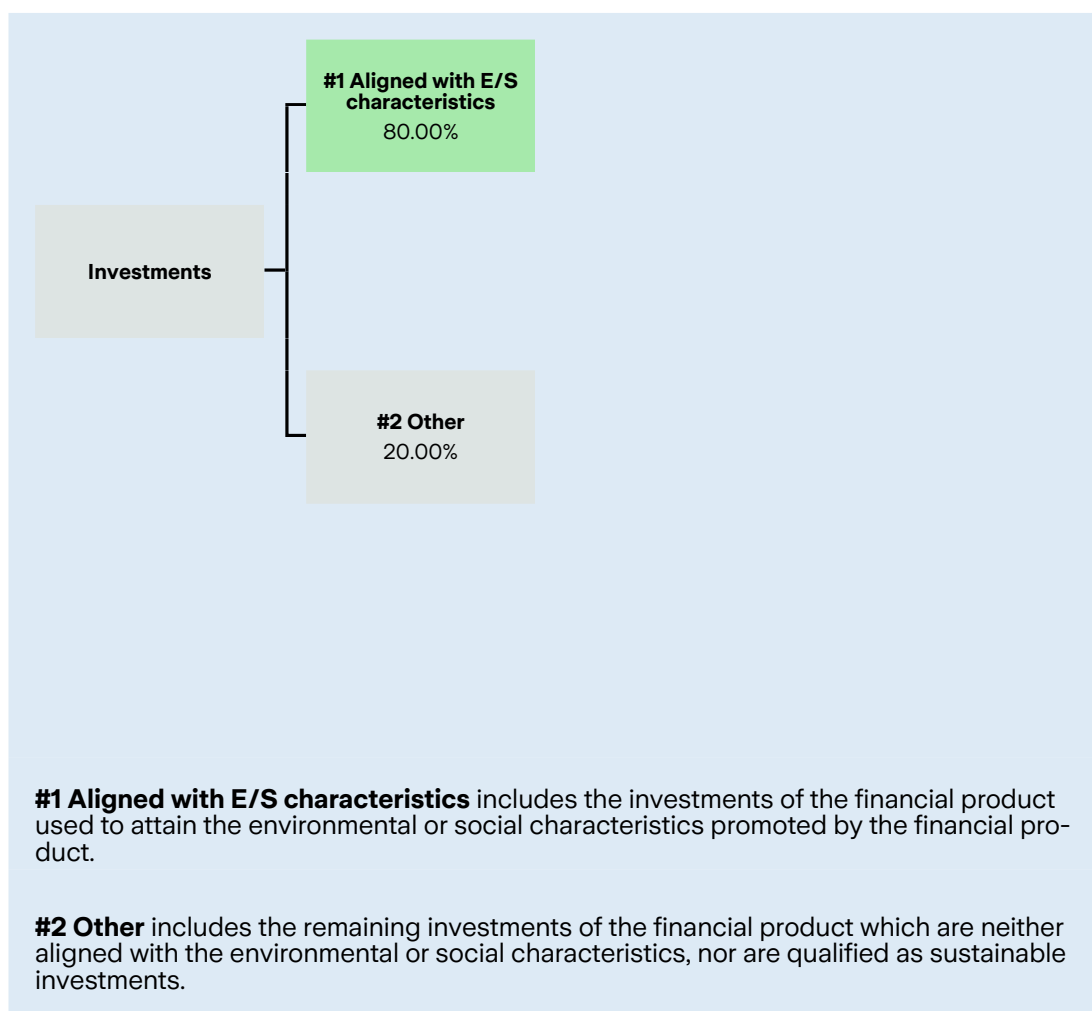 #1 Aligned with E/S
characteristics
80.00%
Investments
#2 Other
20.00%
#1 Aligned with E/S characteristics includes the investments of the financial product
used to attain the environmental or social characteristics promoted by the financial pro-
duct.
#2 Other includes the remaining investments of the financial product which are neither
aligned with the environmental or social characteristics, nor are qualified as sustainable
investments.